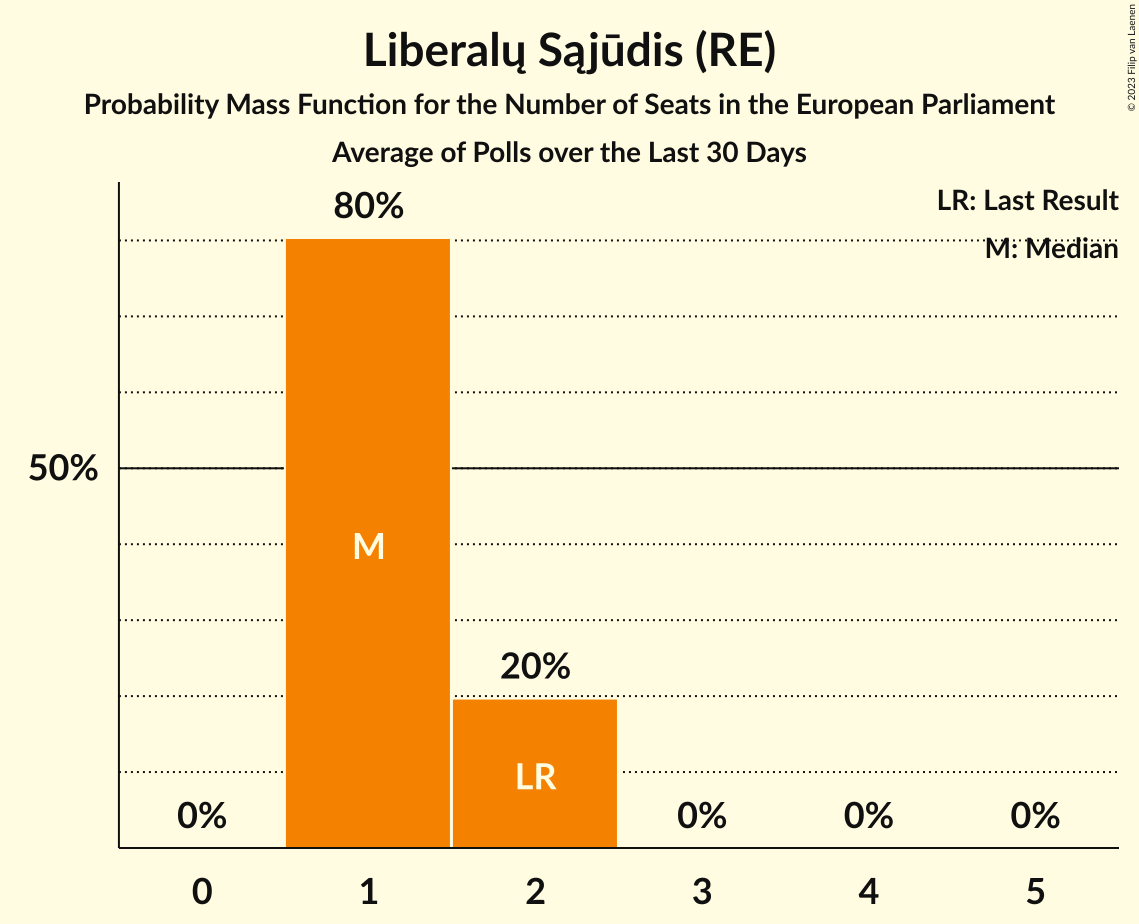 Liberalų Sąjūdis (RE)
Probability Mass Function for the Number of Seats in the European Parliament
Average of Polls over the Last 30 Days
© 2023 Filip van Laenen
LR: Last Result
M: Median
80%
50%
M
20%
LR
0%
0%
0%
0%
0
1
2
3
4
5